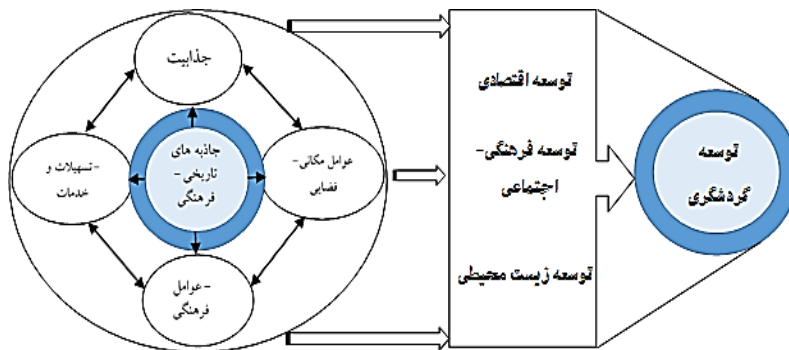 جذابیت
-تسهیلات و
خدمات
جاذبه های
تاریخی-
فرهنگی
عوامل مکانی-
فضایی
-عوامل
فرهنگی
توسعه اقتصادی
توسعه فرهنگی-
اجتماعی
توسعه زیست محیطی
توسعه
گردشگری